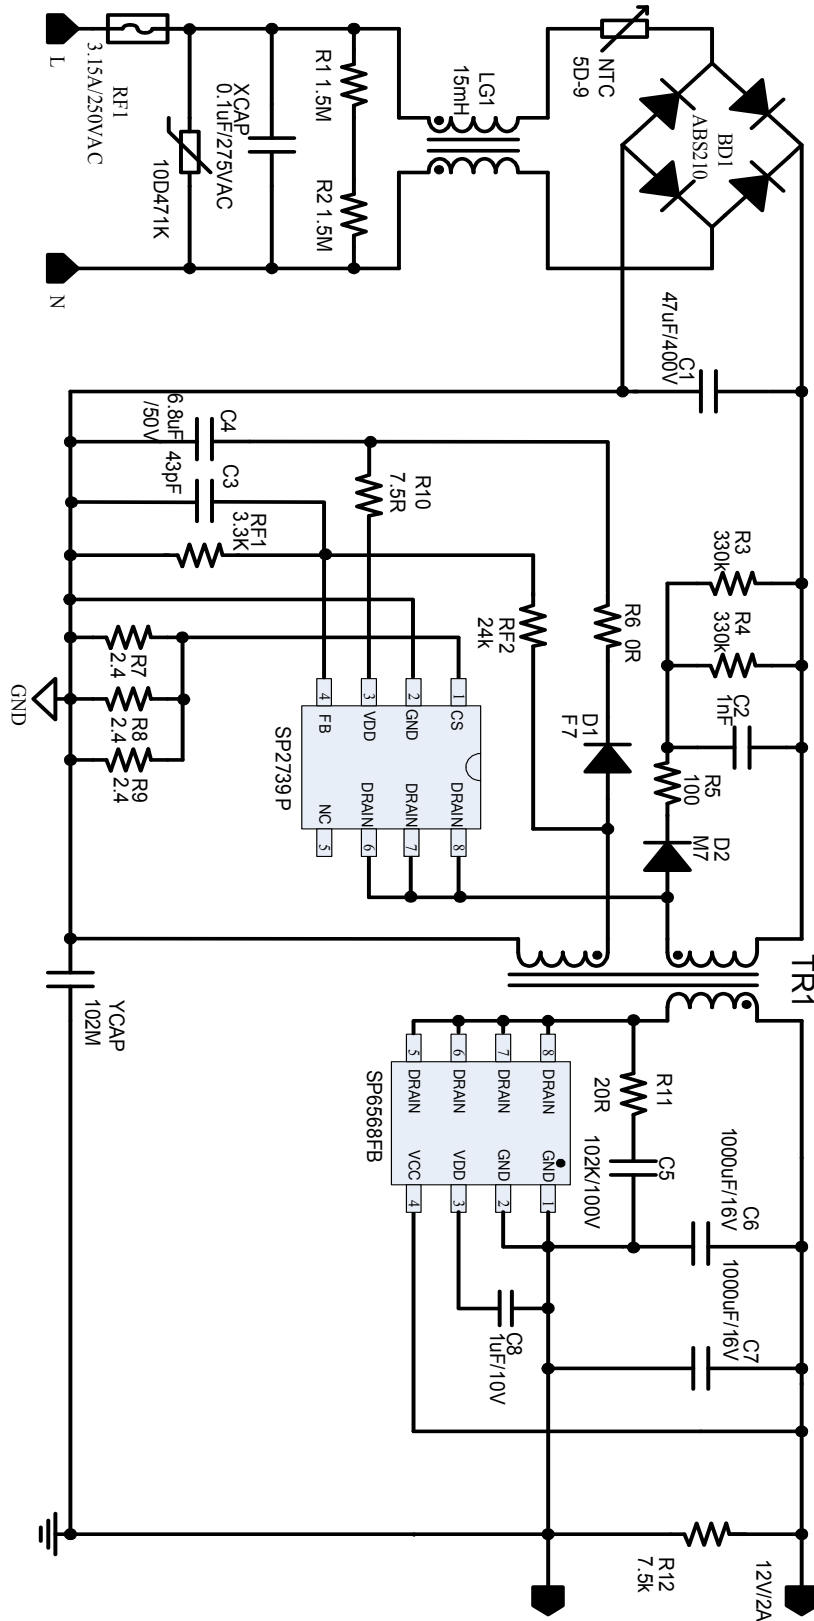 L
RF1
3.15A/250VAC
10D471K
XCAP
0.1uF/275VAC
R1 1.5M
R2 1.5M
N
LG1
15mH
NTC
5D-9
BD1
ABS210
C1
47uF/400V
C4
6.8uF
/50V
C3
43pF
RF1
3.3K
R10
7.5R
RF2
24k
R6 0R
D1
F7
R3
330k
R4
330k
C2
1nF
R5
100
D2
M7
R7
2.4
R8
2.4
R9
2.4
GND
1
CS
2
GND
3
VDD
4
FB
DRAIN
8
DRAIN
7
DRAIN
6
NC
5
SP2739 P
TR1
YCAP
102M
8
DRAIN
7
DRAIN
6
DRAIN
5
DRAIN
GND
1
GND
2
VDD
3
VCC
4
SP6568FB
R11
20R
C5
102K/100V
C6
1000uF/16V
C7
1000uF/16V
C8
1uF/10V
R12
7.5k
12V/2A